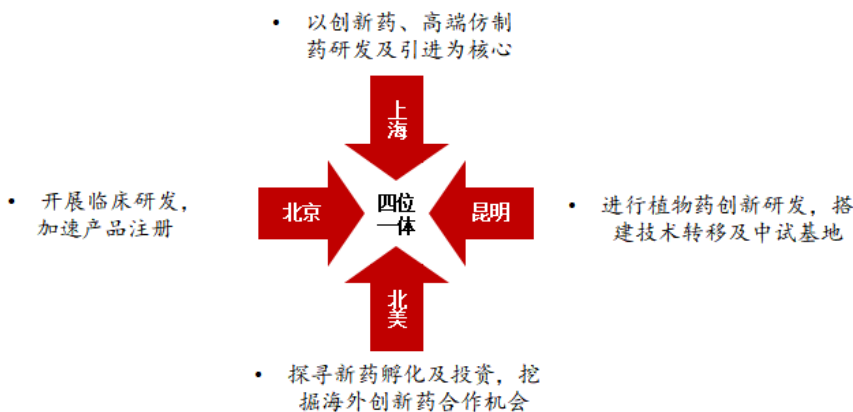 • 以创新药、高端仿制
药研发及引进为核心
上海
• 开展临床研发，
加速产品注册
北京
四位
一体
昆明
• 进行植物药创新研发，搭
建技术转移及中试基地
北美
• 探寻新药孵化及投资，挖
掘海外创新药合作机会